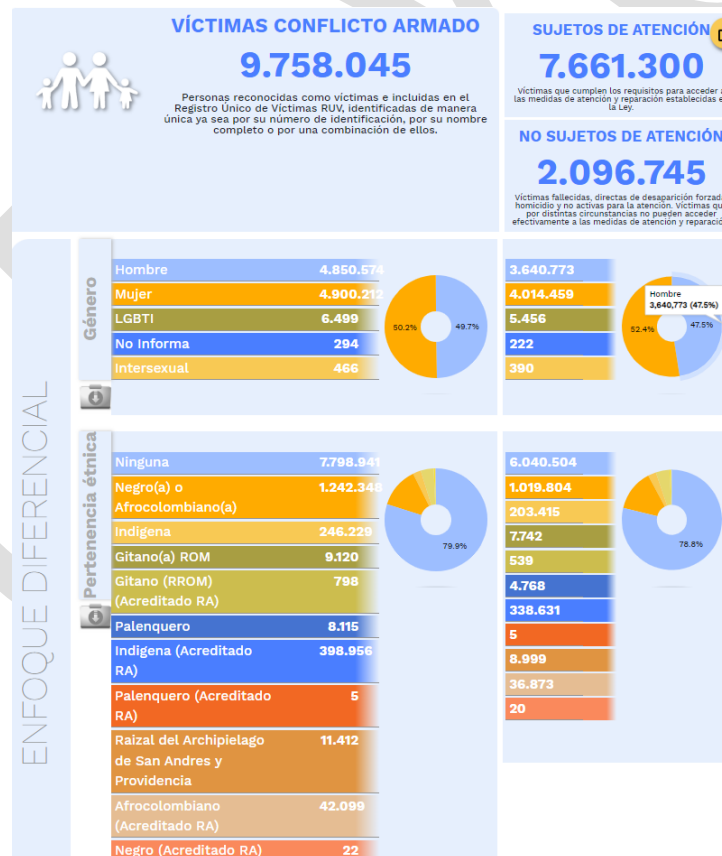 VÍCTIMAS CONFLICTO ARMADO
9.758.045
Personas reconocidas como víctimas e incluidas en el
Registro Único de Víctimas RUV, identificadas de manera
única ya sea por su número de identificación, por su nombre
completo o por una combinación de ellos.
SUJETOS DE ATENCIÓN
7.661.300
Víctimas que cumplen los requisitos para acceder a
las medidas de atención y reparación establecidas e
la Ley.
NO SUJETOS DE ATENCIÓN
2.096.745
Víctimas fallecidas, directas de desaparición forzada,
homicidio y no activas para la atención. Víctimas qu
por distintas circunstancias no pueden acceder
efectivamente a las medidas de atención y reparació
ENFOQUE DIFERENCIAL
Género
Hombre 4.850.574
Mujer 4.900.212
LGBTI 6.499
No Informa 294
Intersexual 466
50.2% 49.7%
3.640.773
4.014.459
5.456
222
390
Hombre
3,640,773 (47.5%)
52.4% 47.5%
Pertenencia étnica
Ninguna 7.798.941
Negro(a) o 1.242.348
Afrocolombiano(a)
Indigena 246.229
Gitano(a) ROM 9.120
Gitano (RROM) 798
(Acreditado RA)
Palenquero 8.115
Indigena (Acreditado 398.956
RA)
Palenquero (Acreditado 5
RA)
Raizal del Archipielago 11.412
de San Andres y
Providencia
Afrocolombiano 42.099
(Acreditado RA)
Negro (Acreditado RA) 22
79.9%
6.040.504
1.019.804
203.415
7.742
539
4.768
338.631
5
8.999
36.873
20
78.8%